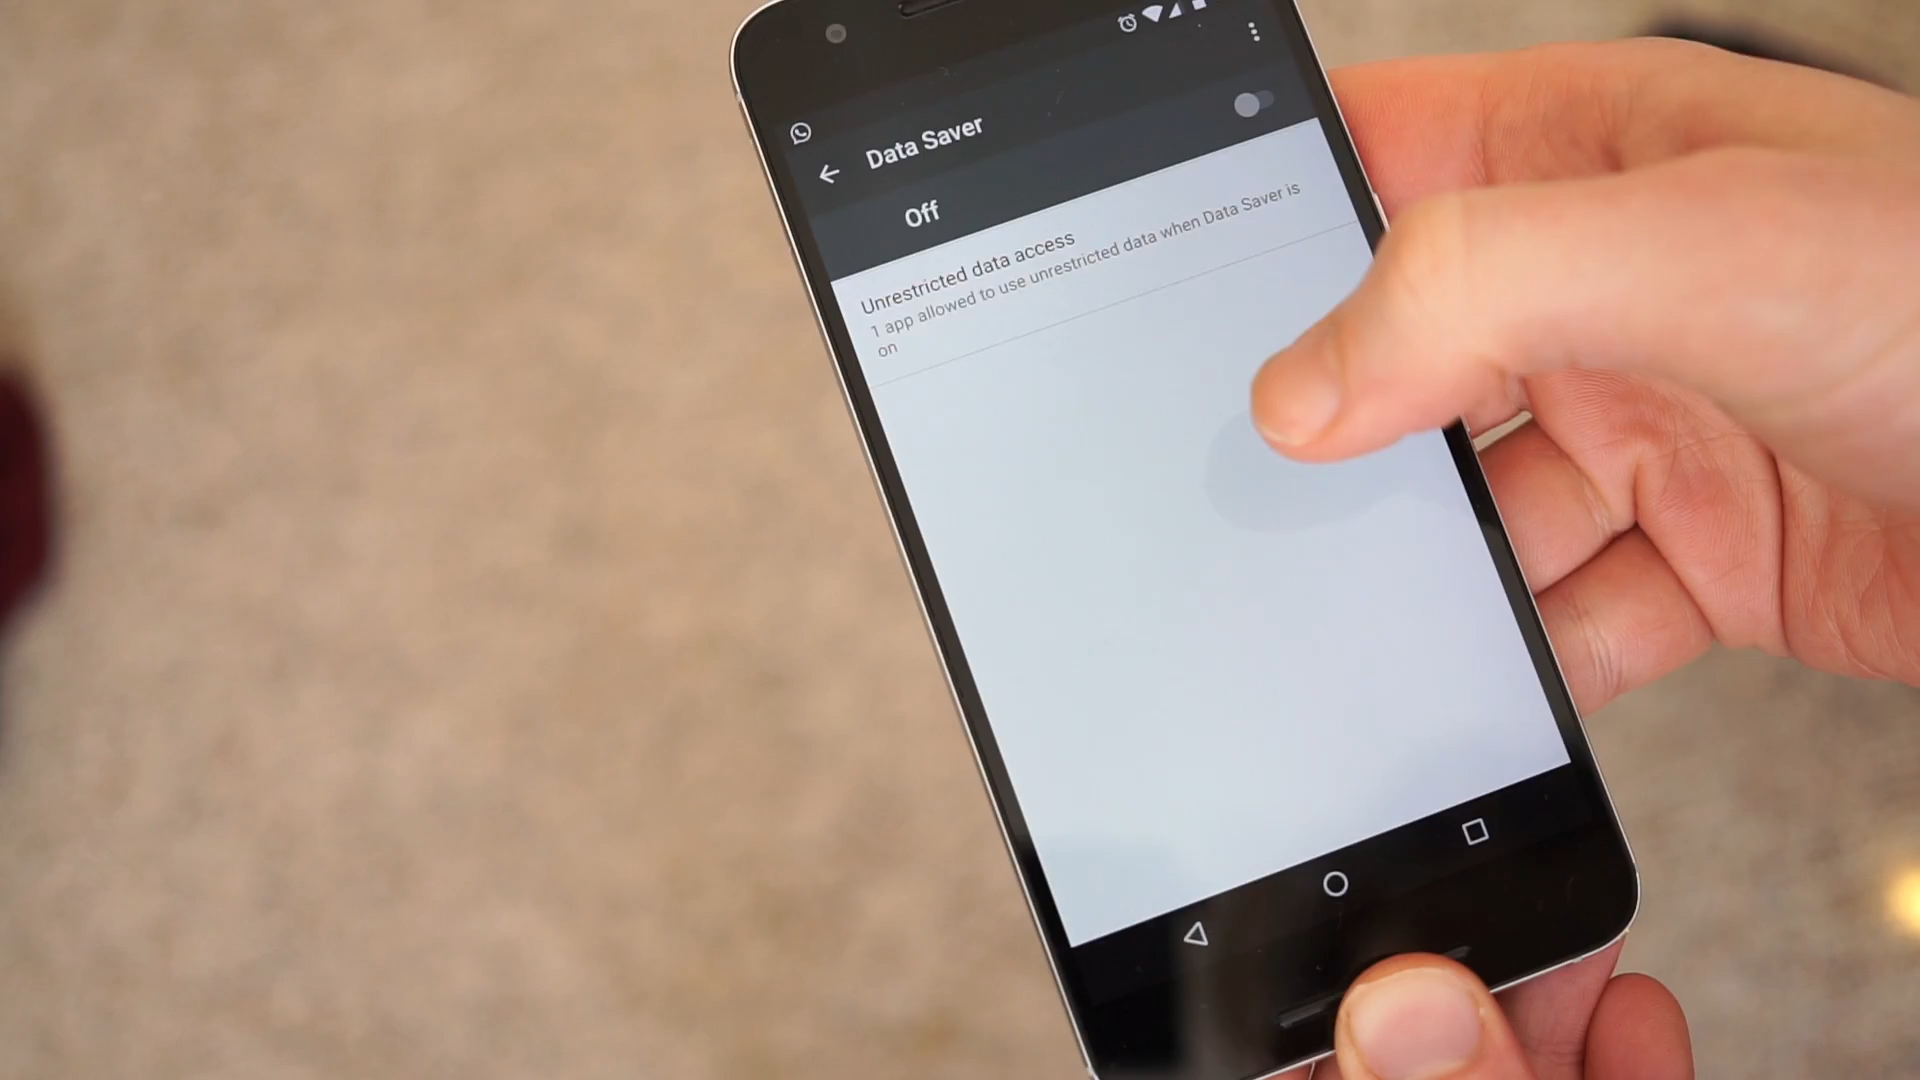 Data Saver
Off
Unrestricted data access
1 app allowed to use unrestricted data when Data Saver is
on